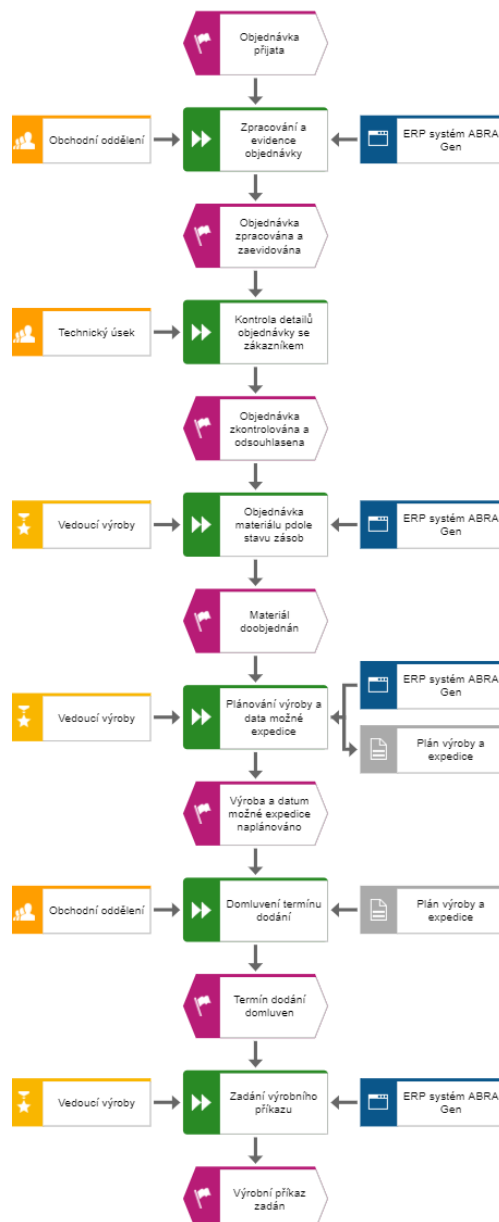 Objednávka
přijata
Obchodní oddělení
Zpracování a
evidence
objednávky
ERP systém ABRA
Gen
Objednávka
zpracována a
zaevidována
Technický úsek
Kontrola detailů
objednávky se
zákazníkem
Objednávka
zkontrolována a
odsouhlasena
Vedoucí výroby
Objednávka
materiálu pdole
stavu zásob
ERP systém ABRA
Gen
Materiál
doobjednán
Vedoucí výroby
Plánování výroby a
data možné
expedice
ERP systém ABRA
Gen
Plán výroby a
expedice
Výroba a datum
možné expedice
naplánováno
Obchodní oddělení
Domluvení termínu
dodání
Plán výroby a
expedice
Termín dodání
domluven
Vedoucí výroby
Zadání výrobního
příkazu
ERP systém ABRA
Gen
Výrobní příkaz
zadán